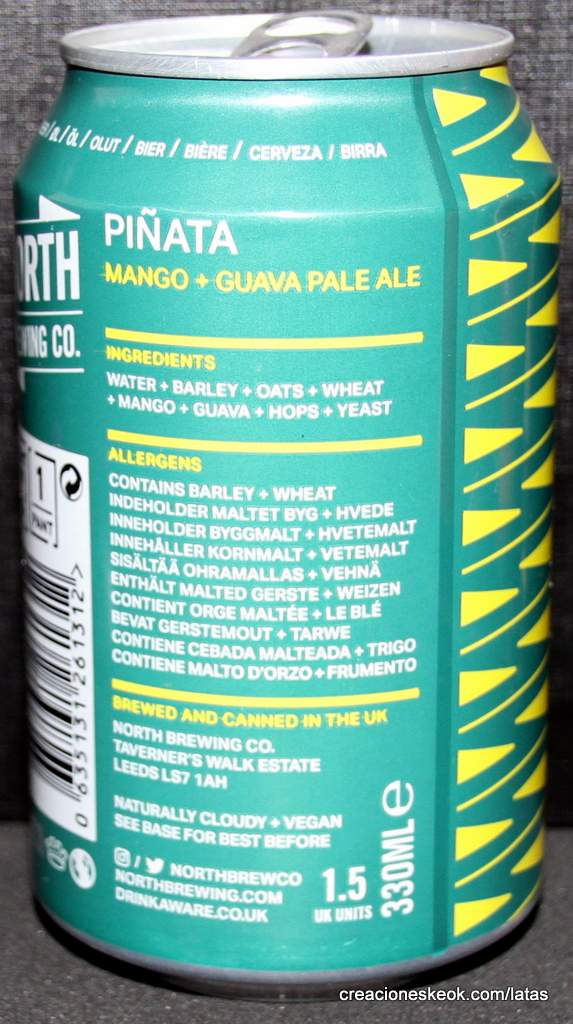 / ØL / ÖL / OLUT / BIER / BIÈRE / CERVEZA / BIRRA
PIÑATA
MANGO + GUAVA PALE ALE
ORTH
WING CO.
INGREDIENTS
WATER + BARLEY + OATS + WHEAT
+ MANGO + GUAVA + HOPS + YEAST
ALLERGENS
CONTAINS BARLEY + WHEAT
INDEHOLDER MALTET BYG + HVEDE
INNEHOLDER BYGGMALT + HVETEMALT
INNEHÅLLER KORNMALT + VETEMALT
SISÄLTÄÄ OHRAMALLAS + VEHNÄ
ENTHÄLT MALTED GERSTE + WEIZEN
CONTIENT ORGE MALTÉE + LE BLÉ
BEVAT GERSTEMOUT + TARWE
CONTIENE CEBADA MALTEADA + TRIGO
CONTIENE MALTO D'ORZO + FRUMENTO
1
PANT
0 635131 261312 >
BREWED AND CANNED IN THE UK
NORTH BREWING CO.
TAVERNER'S WALK ESTATE
LEEDS LS7 1AH
NATURALLY CLOUDY + VEGAN
SEE BASE FOR BEST BEFORE
/ NORTHBREWCO
NORTHBREWING.COM
DRINKAWARE.CO.UK
1.5
UK UNITS
330ML e
creacioneskeok.com/latas